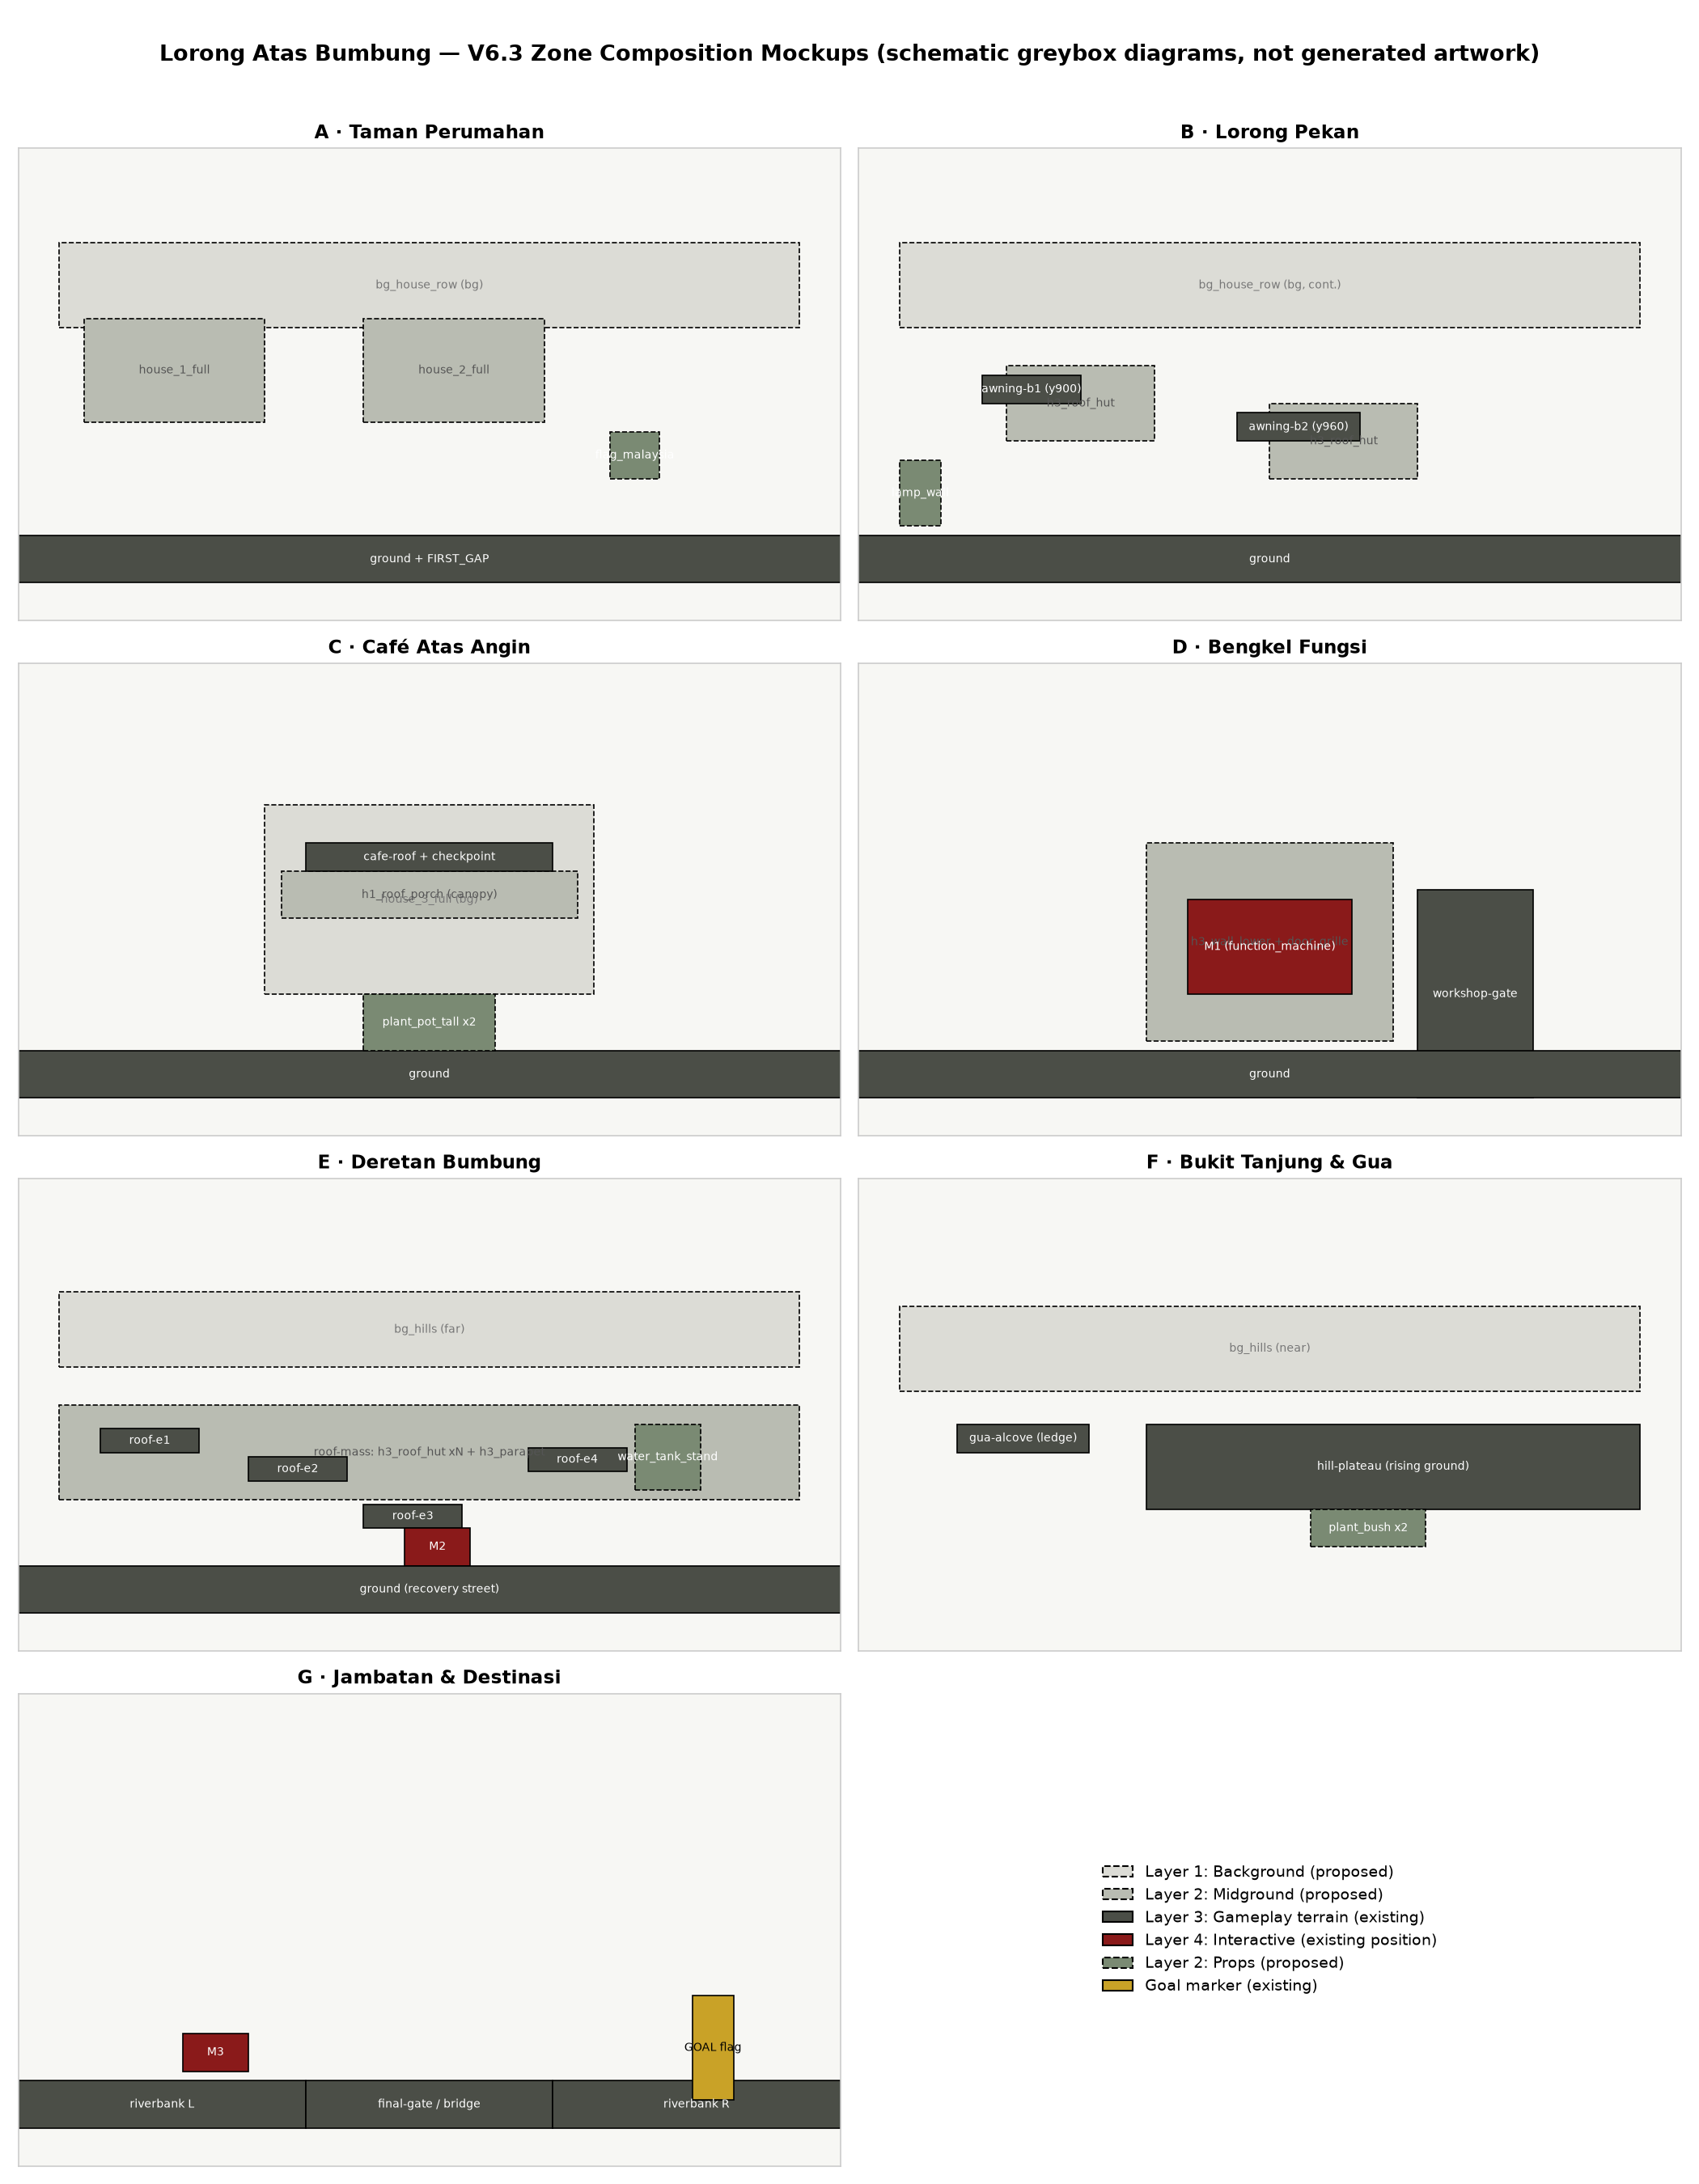 Lorong Atas Bumbung — V6.3 Zone Composition Mockups (schematic greybox diagrams, not generated artwork)
A · Taman Perumahan
bg_house_row (bg)
house_1_full
house_2_full
ground + FIRST_GAP
B · Lorong Pekan
bg_house_row (bg, cont.)
awning-b1 (y900)
awning-b2 (y960)
ground
C · Café Atas Angin
cafe-roof + checkpoint
h1_roof_porch (canopy)
house_3_full (bg)
plant_pot_tall x2
ground
D · Bengkel Fungsi
M1 (function_machine)
workshop-gate
ground
E · Deretan Bumbung
bg_hills (far)
roof-e1
roof-mass: h3_roof_hut xN +
roof-e2
roof-e4
water_tank_stand
roof-e3
M2
ground (recovery street)
F · Bukit Tanjung & Gua
bg_hills (near)
gua-alcove (ledge)
hill-plateau (rising ground)
plant_bush x2
G · Jambatan & Destinasi
M3
GOAL flag
riverbank L
final-gate / bridge
riverbank R
Layer 1: Background (proposed)
Layer 2: Midground (proposed)
Layer 3: Gameplay terrain (existing)
Layer 4: Interactive (existing position)
Layer 2: Props (proposed)
Goal marker (existing)